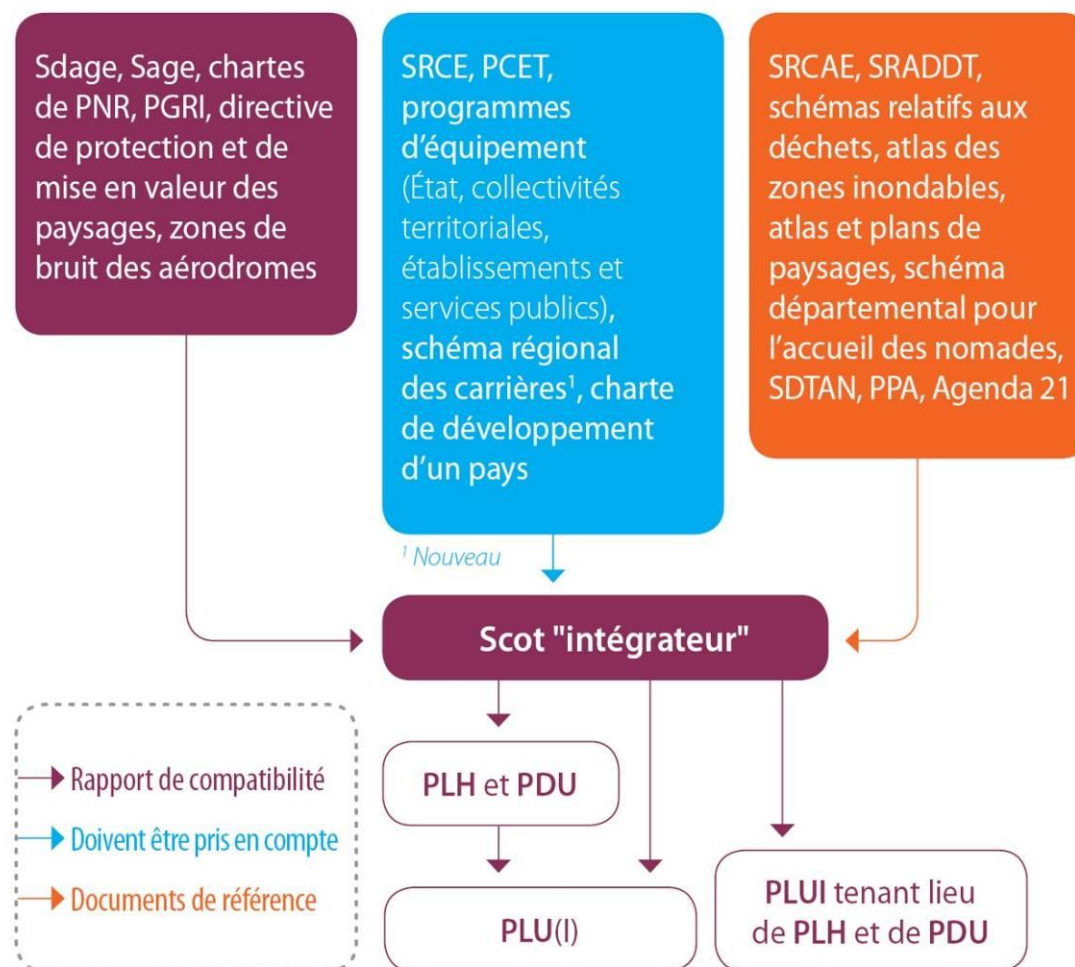 Sdage, Sage, chartes
de PNR, PGRI, directive
de protection et de
mise en valeur des
paysages, zones de
bruit des aérodromes
SRCE, PCET,
programmes
d’équipement
(État, collectivités
territoriales,
établissements et
services publics),
schéma régional
des carrières¹, charte
de développement
d’un pays
SRCAE, SRADDT,
schémas relatifs aux
déchets, atlas des
zones inondables,
atlas et plans de
paysages, schéma
départemental pour
l’accueil des nomades,
SDTAN, PPA, Agenda 21
¹ Nouveau
Scot "intégrateur"
PLH et PDU
PLU(I)
PLUI tenant lieu
de PLH et de PDU
Rapport de compatibilité
Doivent être pris en compte
Documents de référence